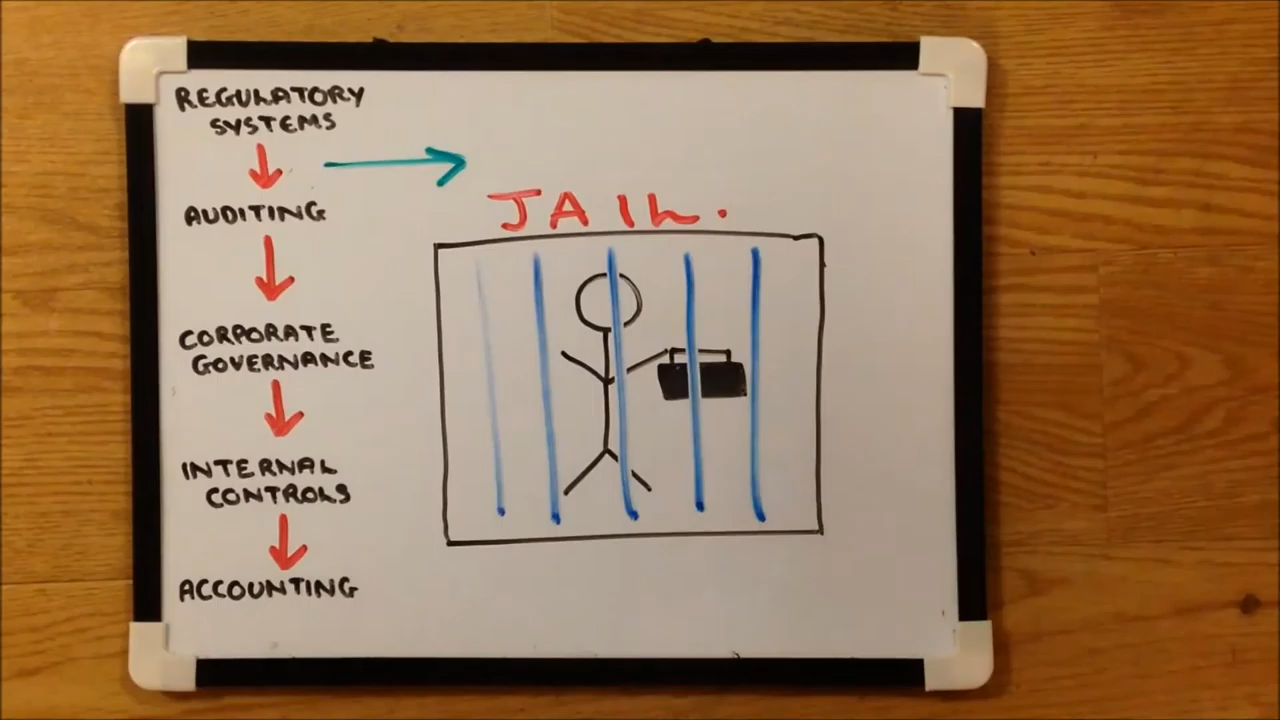 REGULATORY
SYSTEMS
AUDITING
CORPORATE
GOVERNANCE
INTERNAL
CONTROLS
ACCOUNTING
JAIL.